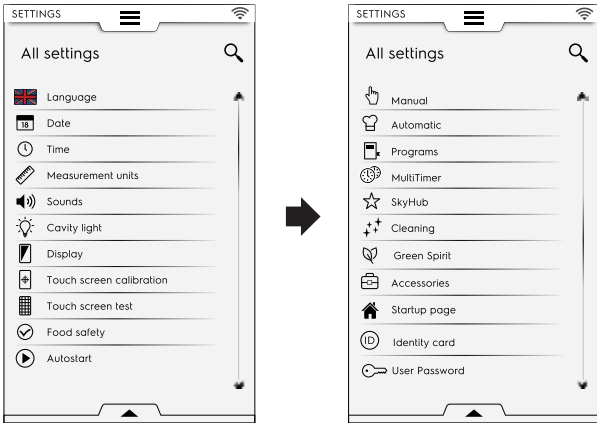 SETTINGS
All settings
Language
18 Date
Time
Measurement units
Sounds
Cavity light
Display
Touch screen calibration
Touch screen test
Food safety
Autostart
SETTINGS
All settings
Manual
Automatic
Programs
MultiTimer
SkyHub
Cleaning
Green Spirit
Accessories
Startup page
ID Identity card
User Password